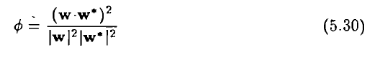 ϕ = (w·w*)² / |w|²|w*|² (5.30)